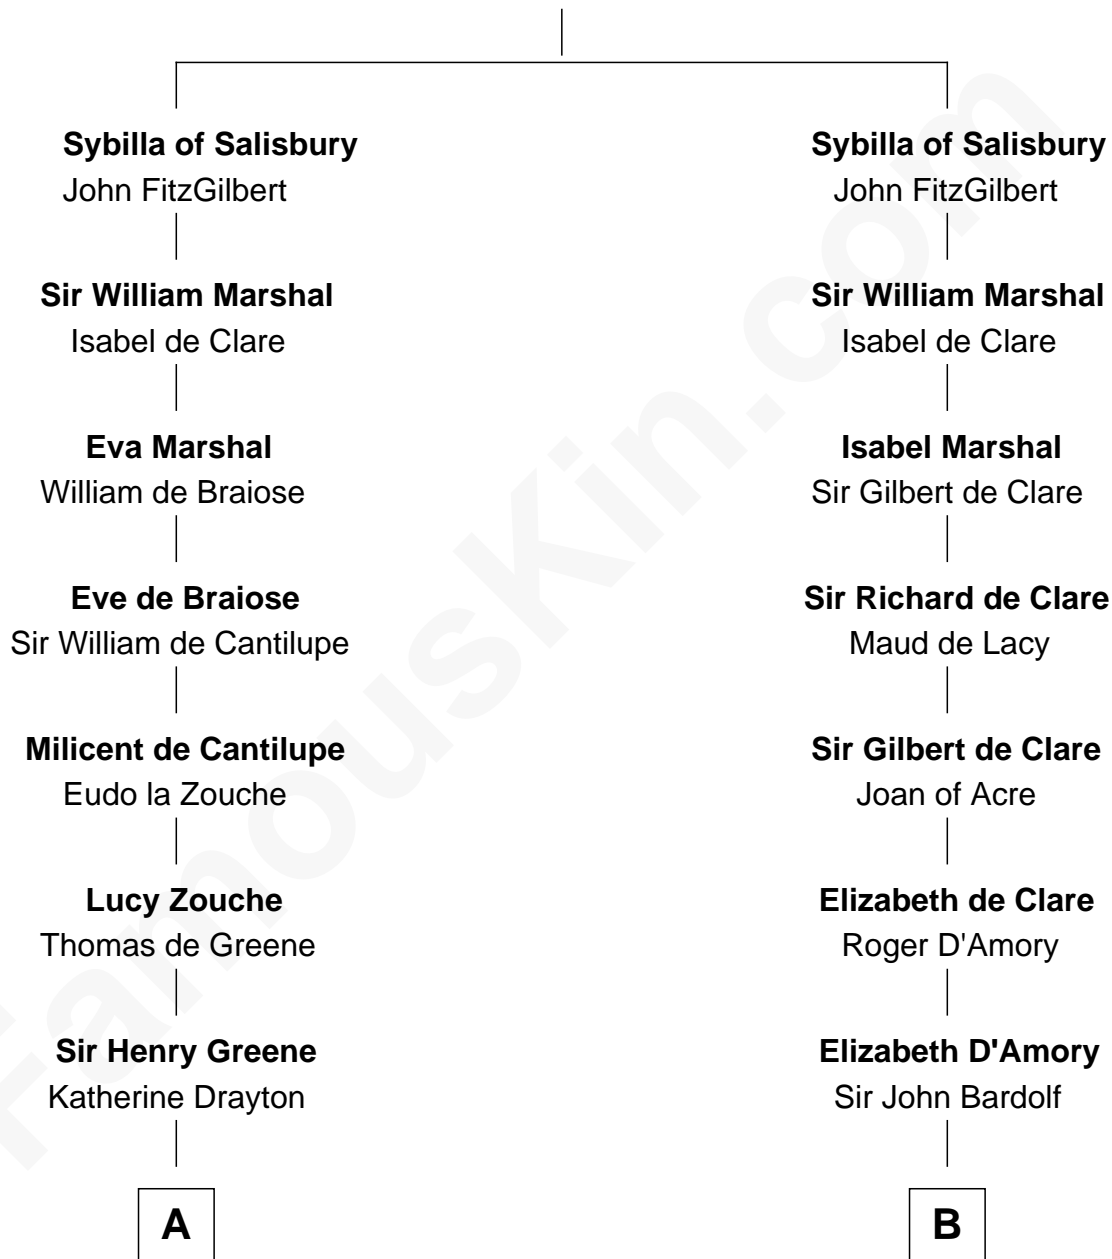 Sybilla of Salisbury
John FitzGilbert
Sir William Marshal
Isabel de Clare
Eva Marshal
William de Braiose
Eve de Braiose
Sir William de Cantilupe
Milicent de Cantilupe
Eudo la Zouche
Lucy Zouche
Thomas de Greene
Sir Henry Greene
Katherine Drayton
A
Sybilla of Salisbury
John FitzGilbert
Sir William Marshal
Isabel de Clare
Isabel Marshal
Sir Gilbert de Clare
Sir Richard de Clare
Maud de Lacy
Sir Gilbert de Clare
Joan of Acre
Elizabeth de Clare
Roger D'Amory
Elizabeth D'Amory
Sir John Bardolf
B
FamousKin.com